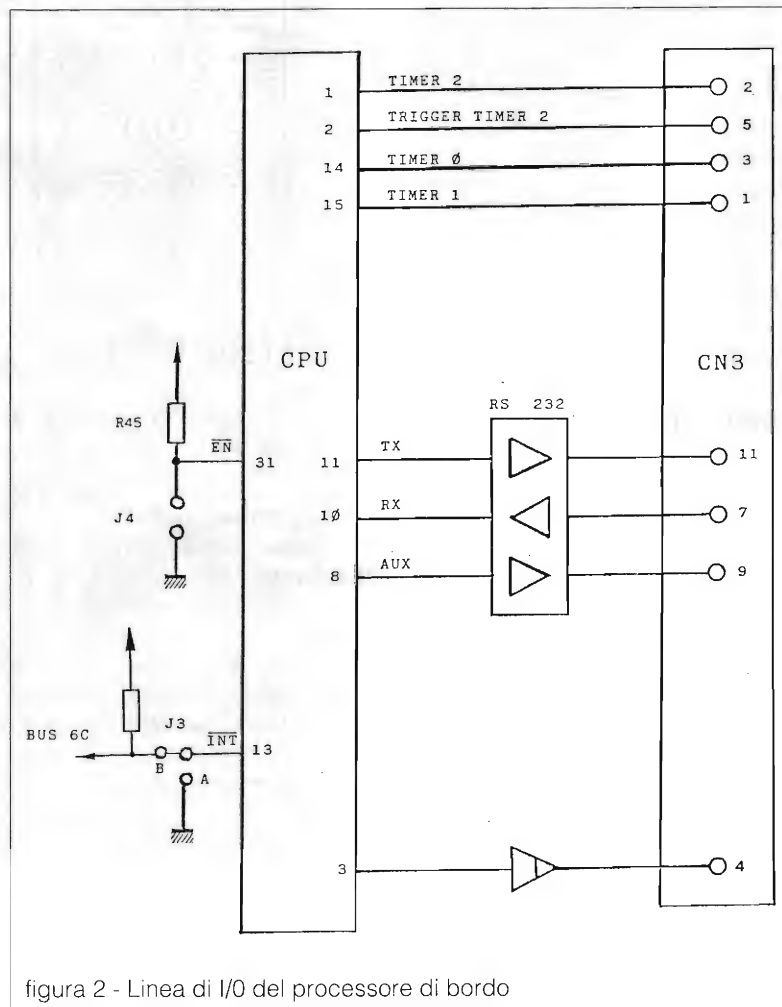 1 TIMER 2 2
2 TRIGGER TIMER 2 5
14 TIMER Ø 3
15 TIMER 1 1
CPU
CN3
R45
RS 232
EN 31 11 TX 11
J4
1Ø RX 7
8 AUX 9
J3
BUS 6C B INT 13
A
3 4
figura 2 - Linea di I/0 del processore di bordo